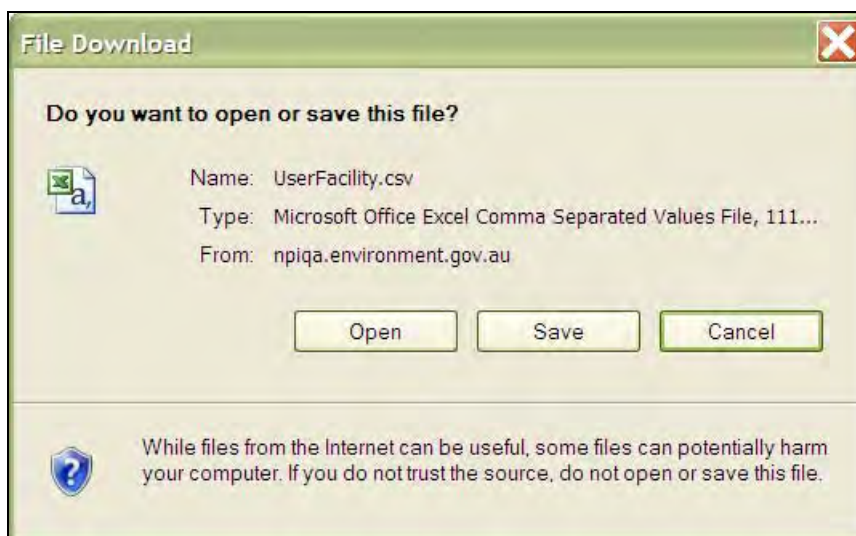 File Download
Do you want to open or save this file?
Name: UserFacility.csv
Type: Microsoft Office Excel Comma Separated Values File, 111...
From: npiqa.environment.gov.au
Open Save Cancel
While files from the Internet can be useful, some files can potentially harm
your computer. If you do not trust the source, do not open or save this file.